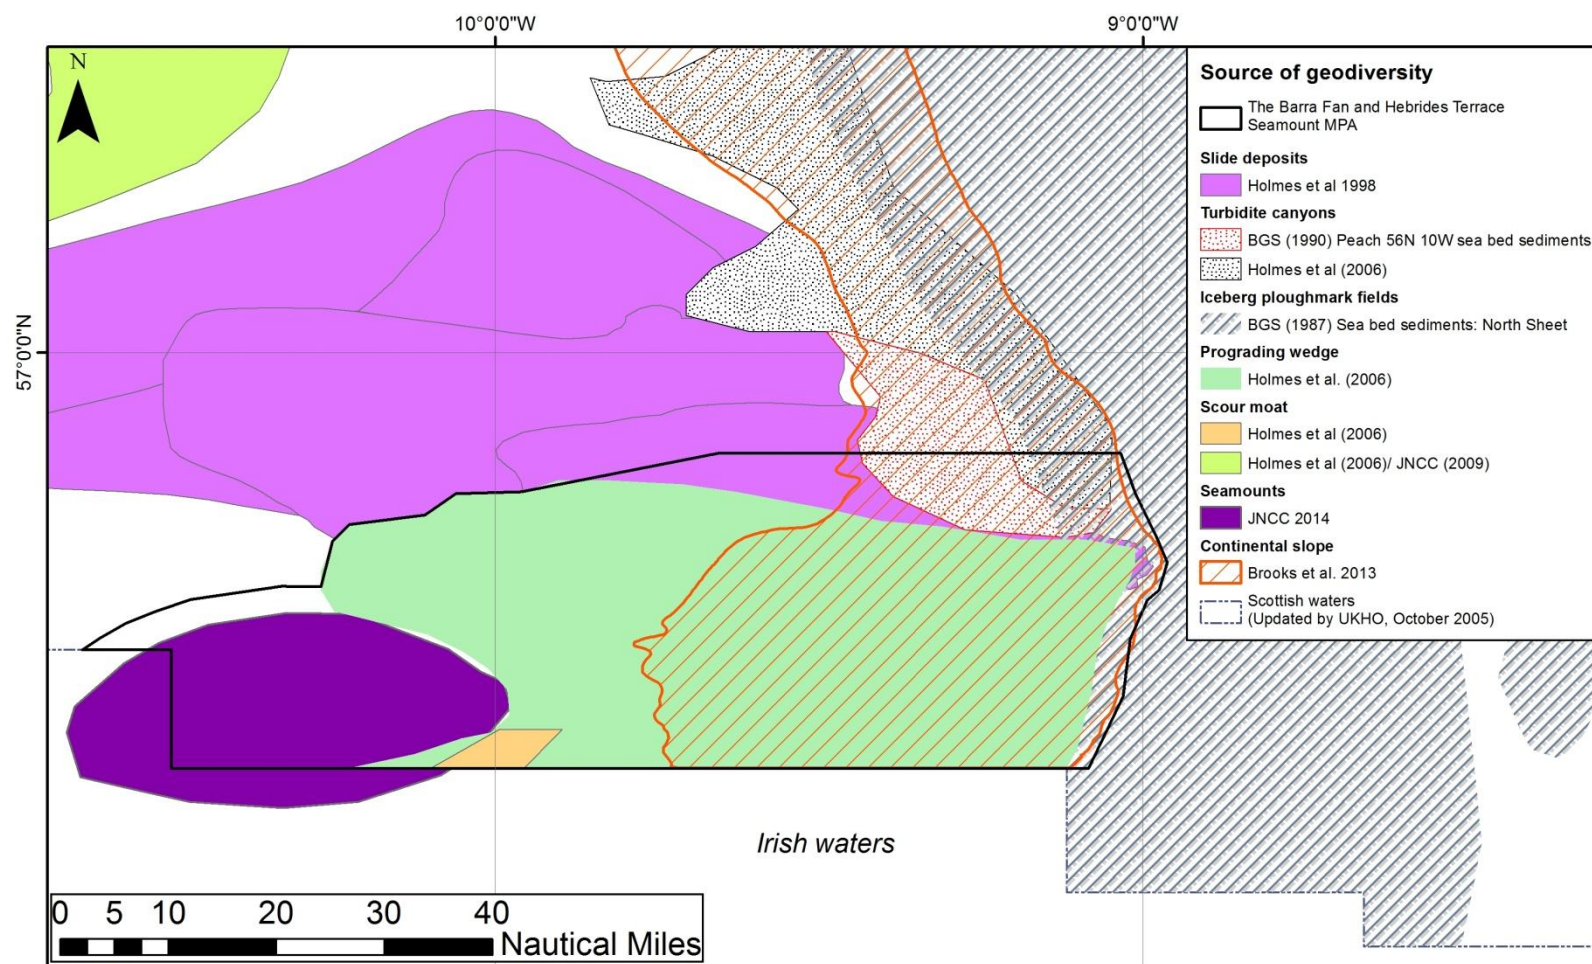 10°0'0"W
9°0'0"W
N
57°0'0"N
Source of geodiversity
The Barra Fan and Hebrides Terrace
Seamount MPA
Slide deposits
Holmes et al 1998
Turbidite canyons
BGS (1990) Peach 56N 10W sea bed sediments
Holmes et al (2006)
Iceberg ploughmark fields
BGS (1987) Sea bed sediments: North Sheet
Prograding wedge
Holmes et al. (2006)
Scour moat
Holmes et al (2006)
Holmes et al (2006)/ JNCC (2009)
Seamounts
JNCC 2014
Continental slope
Brooks et al. 2013
Scottish waters
(Updated by UKHO, October 2005)
Irish waters
0 5 10 20 30 40
Nautical Miles